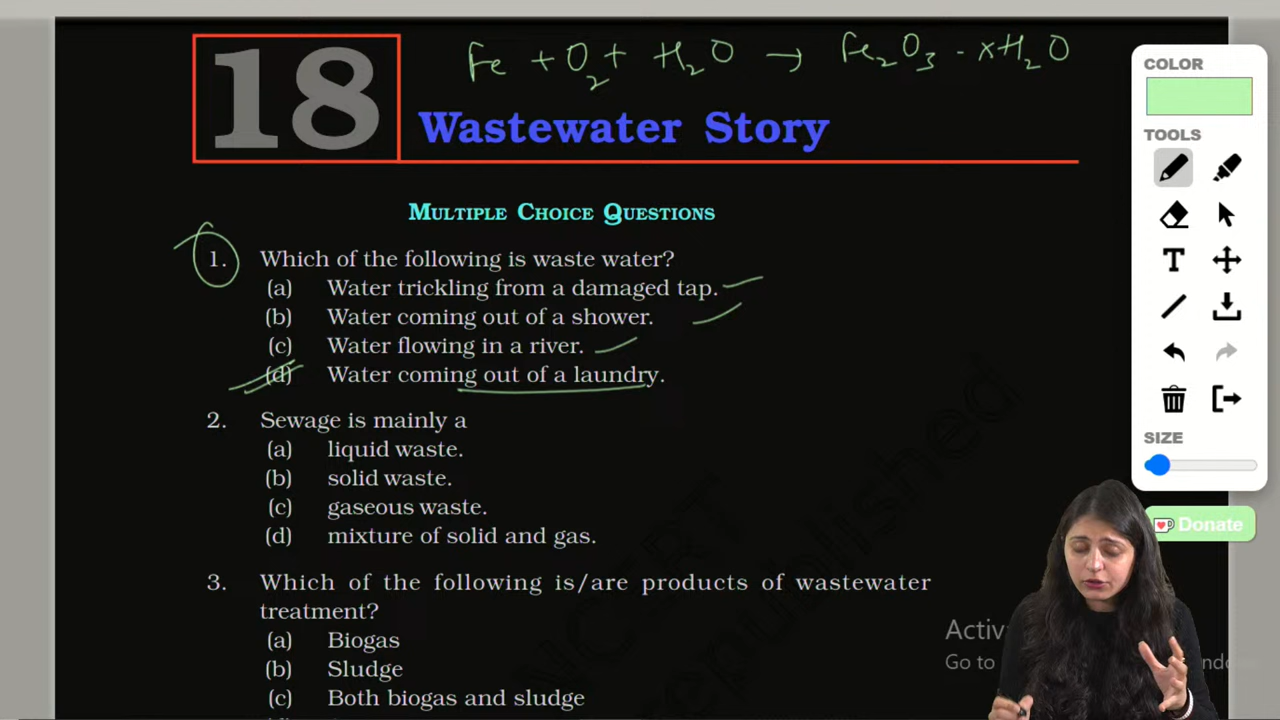 18
Fe + O2 + H2O → Fe2O3 · xH2O
Wastewater Story
MULTIPLE CHOICE QUESTIONS
1. Which of the following is waste water?
(a) Water trickling from a damaged tap.
(b) Water coming out of a shower.
(c) Water flowing in a river.
(d) Water coming out of a laundry.
2. Sewage is mainly a
(a) liquid waste.
(b) solid waste.
(c) gaseous waste.
(d) mixture of solid and gas.
3. Which of the following is/are products of wastewater
treatment?
(a) Biogas
(b) Sludge
(c) Both biogas and sludge
COLOR
TOOLS
T
SIZE
Donate
Go to
NCERT
republished